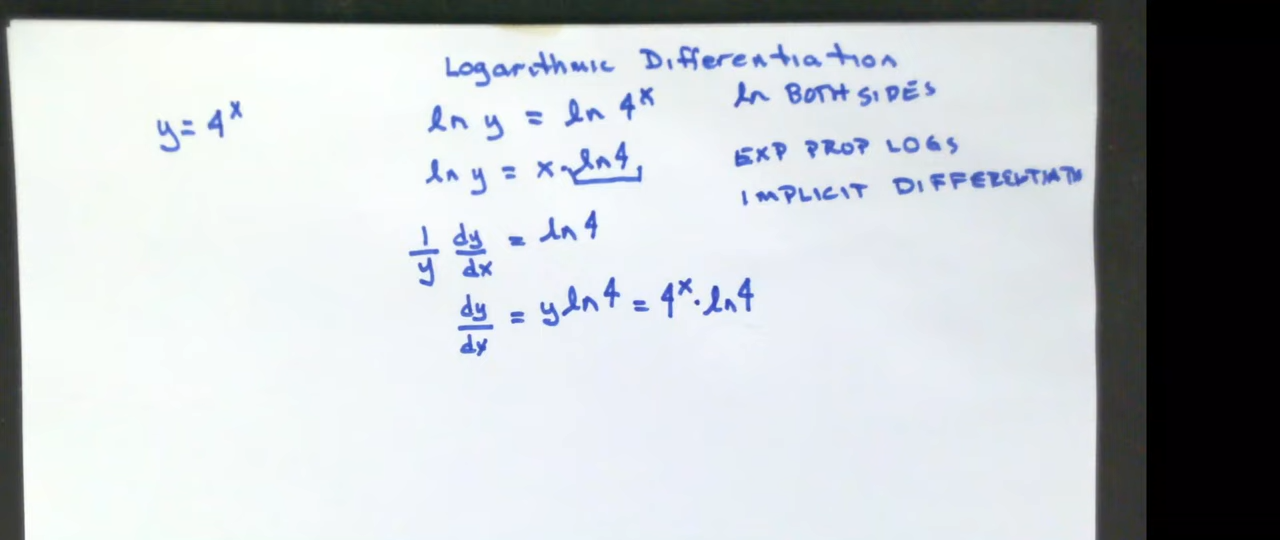 Logarithmic Differentiation
y = 4^x
ln y = ln 4^x ln BOTH SIDES
ln y = x · ln 4 EXP PROP LOGS
IMPLICIT DIFFERENTIATN
1/y dy/dx = ln 4
dy/dx = y ln 4 = 4^x · ln 4